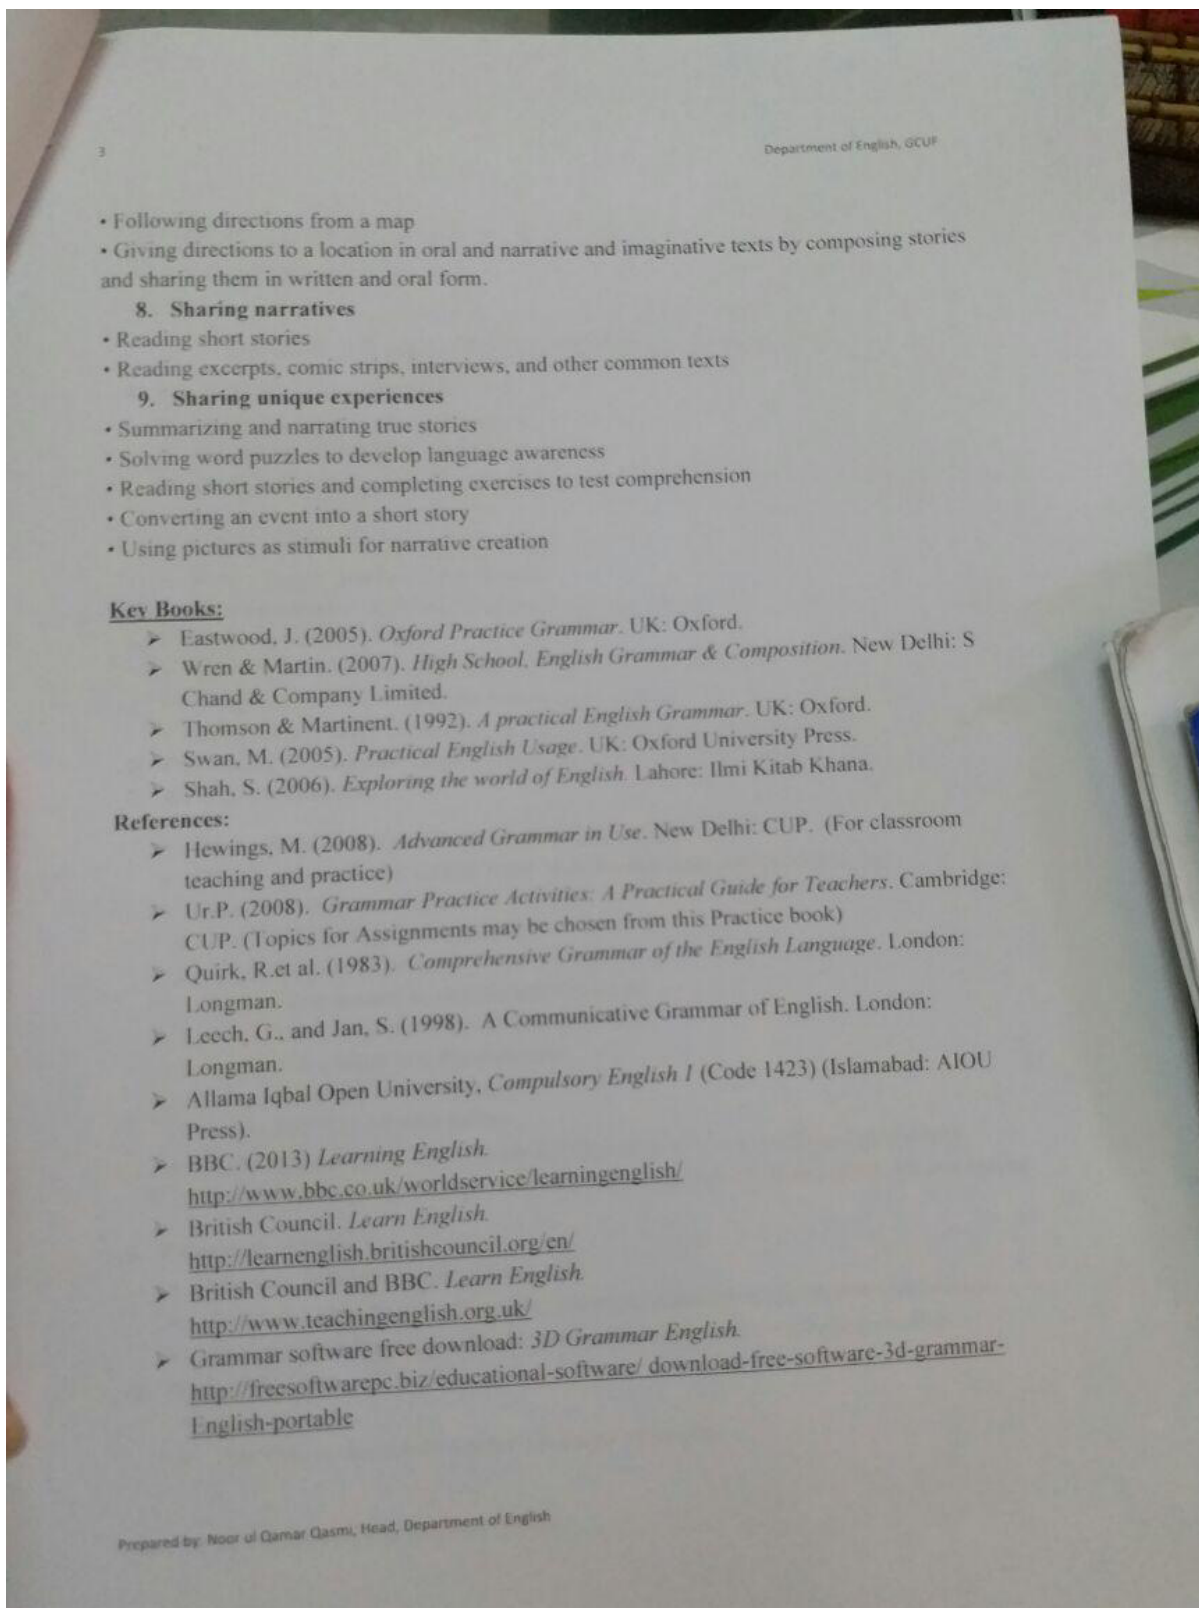 3
Department of English, GCUF
• Following directions from a map
• Giving directions to a location in oral and narrative and imaginative texts by composing stories
and sharing them in written and oral form.
8. Sharing narratives
• Reading short stories
• Reading excerpts, comic strips, interviews, and other common texts
9. Sharing unique experiences
• Summarizing and narrating true stories
• Solving word puzzles to develop language awareness
• Reading short stories and completing exercises to test comprehension
• Converting an event into a short story
• Using pictures as stimuli for narrative creation
Key Books:
➢ Eastwood, J. (2005). Oxford Practice Grammar. UK: Oxford.
➢ Wren & Martin. (2007). High School, English Grammar & Composition. New Delhi: S
Chand & Company Limited.
➢ Thomson & Martinent. (1992). A practical English Grammar. UK: Oxford.
➢ Swan, M. (2005). Practical English Usage. UK: Oxford University Press.
➢ Shah, S. (2006). Exploring the world of English. Lahore: Ilmi Kitab Khana.
References:
➢ Hewings, M. (2008). Advanced Grammar in Use. New Delhi: CUP. (For classroom
teaching and practice)
➢ Ur.P. (2008). Grammar Practice Activities: A Practical Guide for Teachers. Cambridge:
CUP. (Topics for Assignments may be chosen from this Practice book)
➢ Quirk, R.et al. (1983). Comprehensive Grammar of the English Language. London:
Longman.
➢ Leech, G., and Jan, S. (1998). A Communicative Grammar of English. London:
Longman.
➢ Allama Iqbal Open University, Compulsory English 1 (Code 1423) (Islamabad: AIOU
Press).
➢ BBC. (2013) Learning English.
http://www.bbc.co.uk/worldservice/learningenglish/
➢ British Council. Learn English.
http://learnenglish.britishcouncil.org/en/
➢ British Council and BBC. Learn English.
http://www.teachingenglish.org.uk/
➢ Grammar software free download: 3D Grammar English.
http://freesoftwarepc.biz/educational-software/ download-free-software-3d-grammar-
English-portable
Prepared by: Noor ul Qamar Qasmi, Head, Department of English